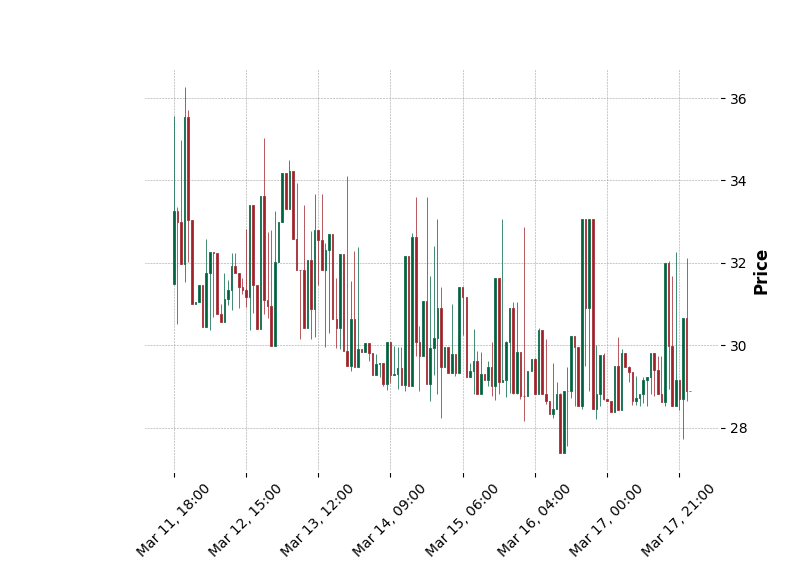 36
34
32
30
28
Price
Mar 11, 18:00
Mar 12, 15:00
Mar 13, 12:00
Mar 14, 09:00
Mar 15, 06:00
Mar 16, 04:00
Mar 17, 00:00
Mar 17, 21:00